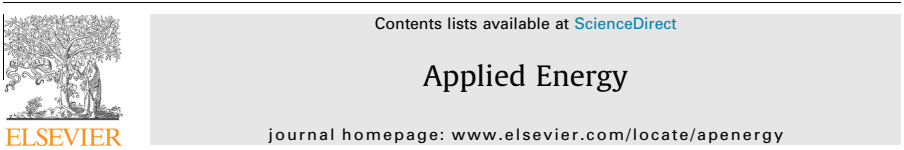 Contents lists available at ScienceDirect
Applied Energy
journal homepage: www.elsevier.com/locate/apenergy
ELSEVIER